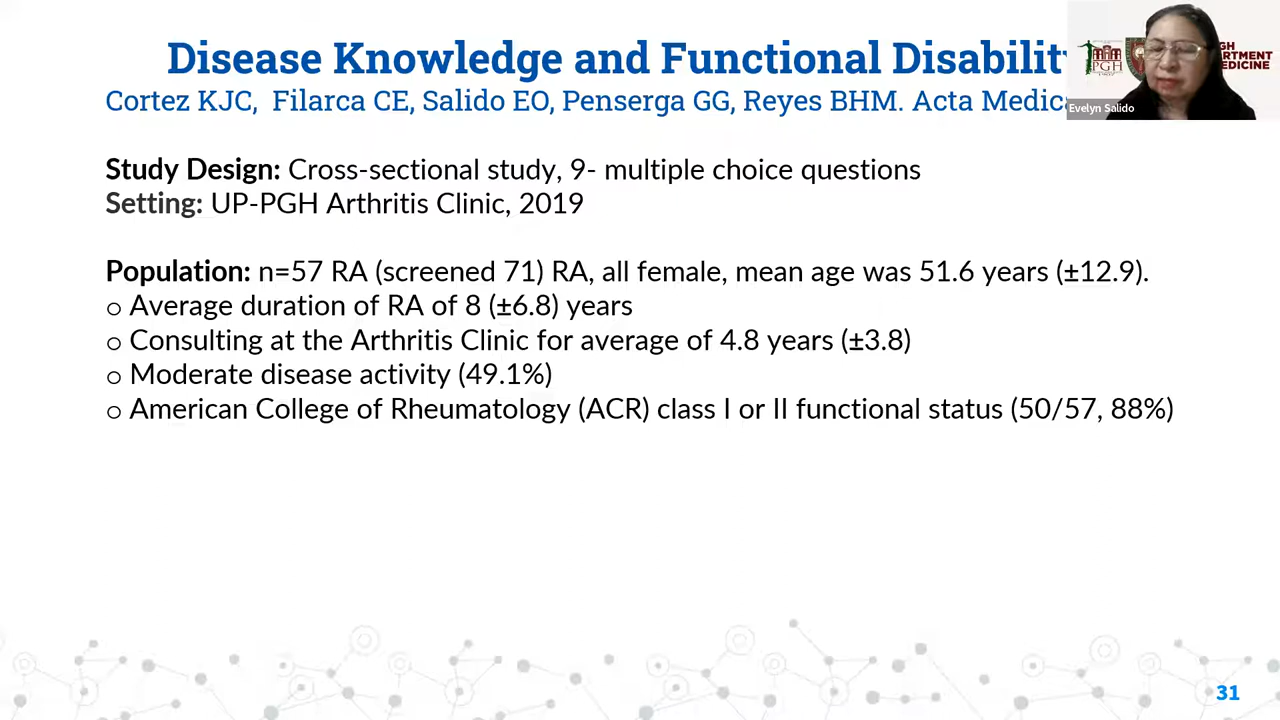 Disease Knowledge and Functional Disability
Cortez KJC, Filarca CE, Salido EO, Penserga GG, Reyes BHM. Acta Medica
PGH
MEDICINE
Evelyn Salido
Study Design: Cross-sectional study, 9- multiple choice questions
Setting: UP-PGH Arthritis Clinic, 2019
Population: n=57 RA (screened 71) RA, all female, mean age was 51.6 years (±12.9).
o Average duration of RA of 8 (±6.8) years
o Consulting at the Arthritis Clinic for average of 4.8 years (±3.8)
o Moderate disease activity (49.1%)
o American College of Rheumatology (ACR) class I or II functional status (50/57, 88%)
31